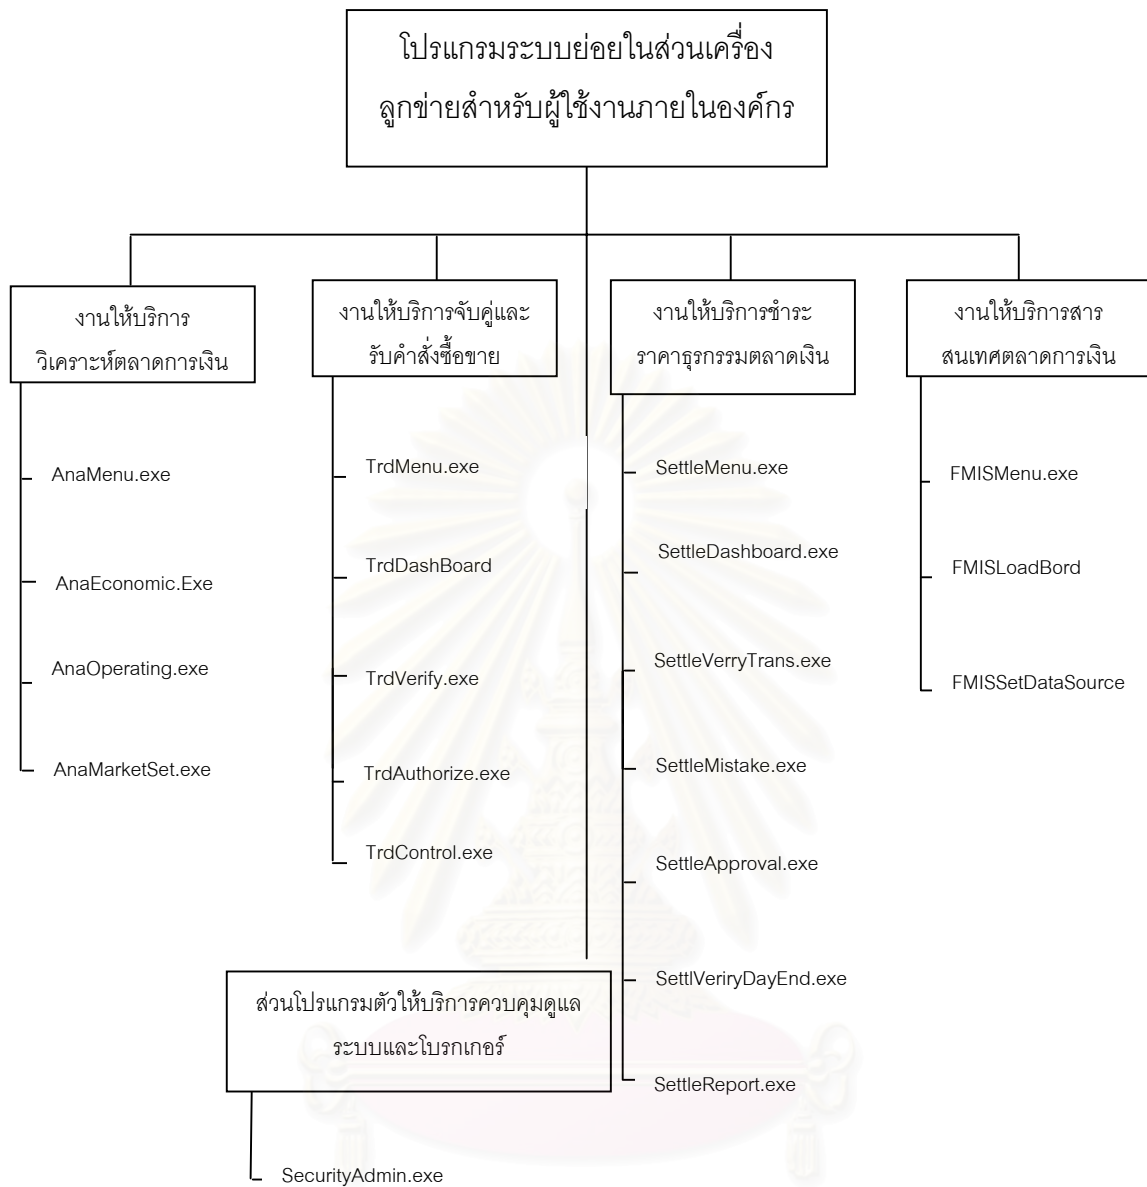 โปรแกรมระบบย่อยในส่วนเครื่อง
ลูกข่ายสำหรับผู้ใช้งานภายในองค์กร
งานให้บริการ
วิเคราะห์ตลาดการเงิน
AnaMenu.exe
AnaEconomic.Exe
AnaOperating.exe
AnaMarketSet.exe
งานให้บริการจับคู่และ
รับคำสั่งซื้อขาย
TrdMenu.exe
TrdDashBoard
TrdVerify.exe
TrdAuthorize.exe
TrdControl.exe
งานให้บริการชำระ
ราคาธุรกรรมตลาดเงิน
SettleMenu.exe
SettleDashboard.exe
SettleVerryTrans.exe
SettleMistake.exe
SettleApproval.exe
SettlVeriryDayEnd.exe
SettleReport.exe
งานให้บริการสาร
สนเทศตลาดการเงิน
FMISMenu.exe
FMISLoadBord
FMISSetDataSource
ส่วนโปรแกรมตัวให้บริการควบคุมดูแล
ระบบและโบรกเกอร์
SecurityAdmin.exe